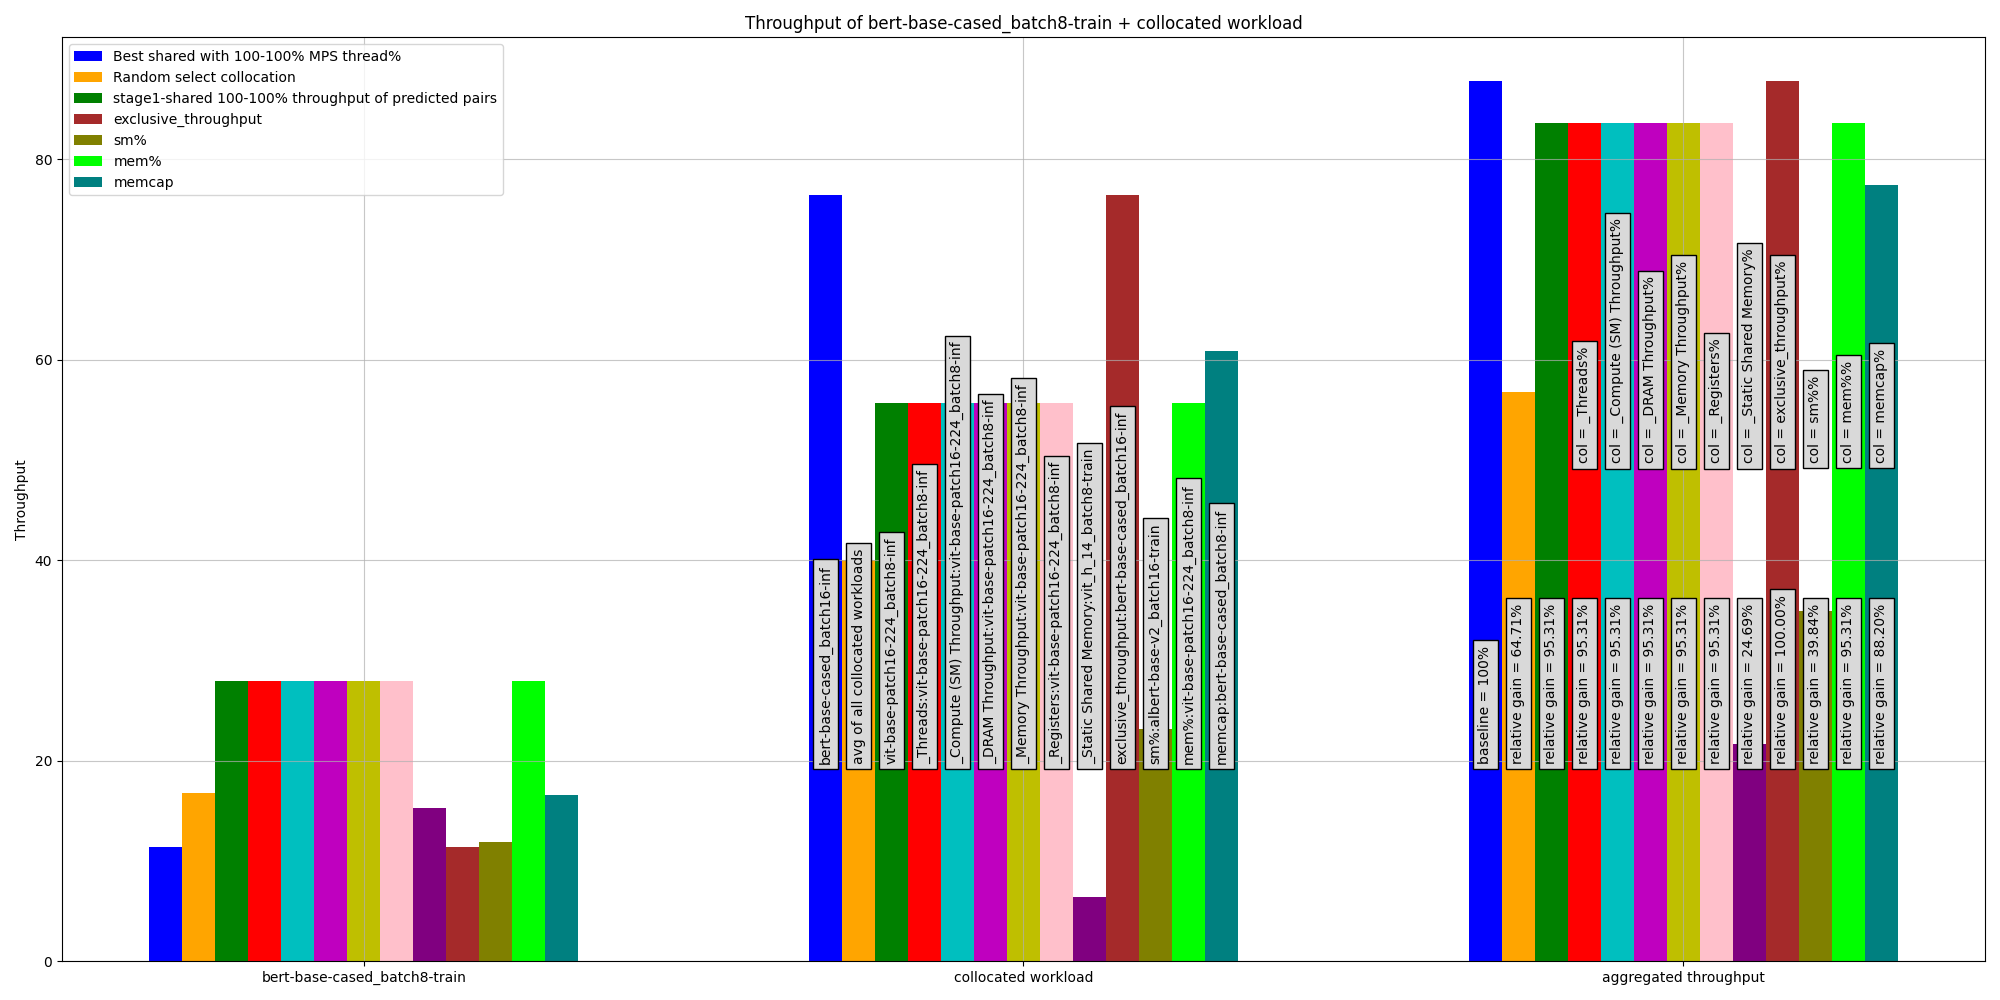 Throughput of bert-base-cased_batch8-train + collocated workload
Best shared with 100-100% MPS thread%
Random select collocation
stage1-shared 100-100% throughput of predicted pairs
exclusive_throughput
sm%
mem%
memcap
Throughput
0
20
40
60
80
bert-base-cased_batch16-inf
avg of all collocated workloads
vit-base-patch16-224_batch8-inf
_Threads:vit-base-patch16-224_batch8-inf
_Compute (SM) Throughput:vit-base-patch16-224_batch8-inf
_DRAM Throughput:vit-base-patch16-224_batch8-inf
_Memory Throughput:vit-base-patch16-224_batch8-inf
_Registers:vit-base-patch16-224_batch8-inf
_Static Shared Memory:vit_h_14_batch8-train
exclusive_throughput:bert-base-cased_batch16-inf
sm%:albert-base-v2_batch16-train
mem%:vit-base-patch16-224_batch8-inf
memcap:bert-base-cased_batch8-inf
col = _Threads%
col = _Compute (SM) Throughput%
col = _DRAM Throughput%
col = _Memory Throughput%
col = _Registers%
col = _Static Shared Memory%
col = exclusive_throughput%
col = sm%%
col = mem%%
col = memcap%
baseline = 100%
relative gain = 64.71%
relative gain = 95.31%
relative gain = 95.31%
relative gain = 95.31%
relative gain = 95.31%
relative gain = 95.31%
relative gain = 95.31%
relative gain = 24.69%
relative gain = 100.00%
relative gain = 39.84%
relative gain = 95.31%
relative gain = 88.20%
bert-base-cased_batch8-train
collocated workload
aggregated throughput